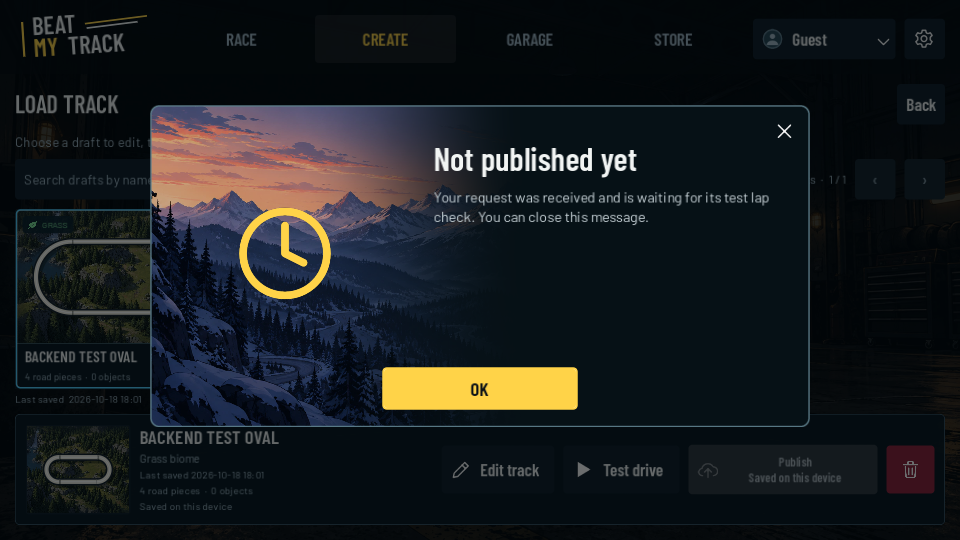 BEAT
MY TRACK
RACE
CREATE
GARAGE
STORE
Guest
LOAD TRACK
Back
Choose a draft to edit,
Search drafts by name
1/1
GRASS
BACKEND TEST OVAL
4 road pieces · 0 objects
Last saved 2026-10-18 18:01
Not published yet
Your request was received and is waiting for its test lap
check. You can close this message.
OK
BACKEND TEST OVAL
Grass biome
Last saved 2026-10-18 18:01
4 road pieces · 0 objects
Saved on this device
Edit track
Test drive
Publish
Saved on this device